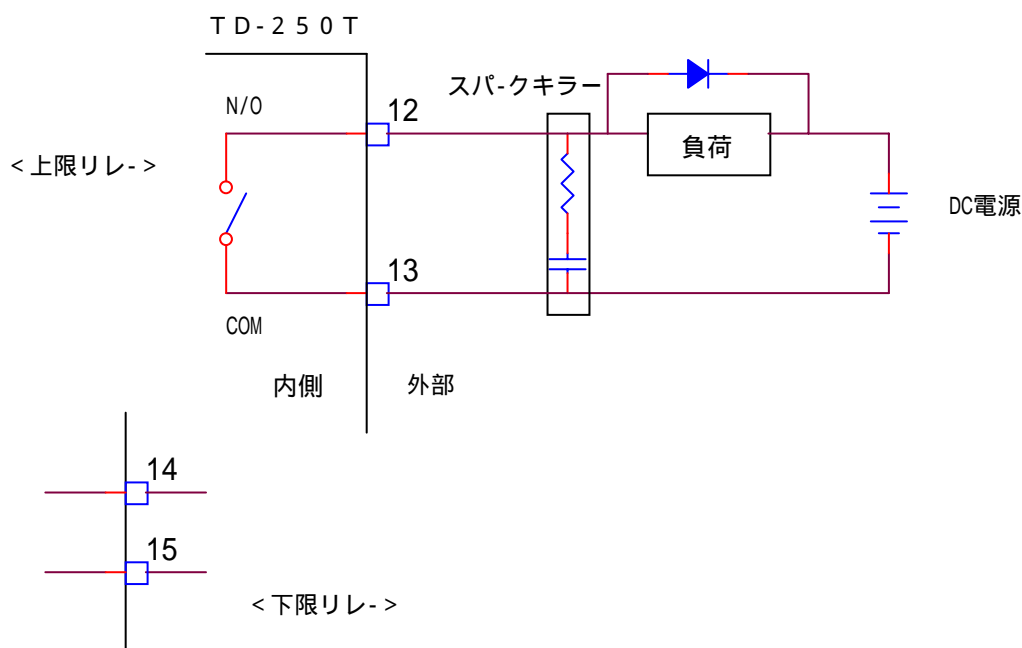 ＴＤ-２５０Ｔ
スパ-クキラー
N/O
12
<上限リレ->
負荷
DC電源
13
COM
内側
外部
14
15
<下限リレ->